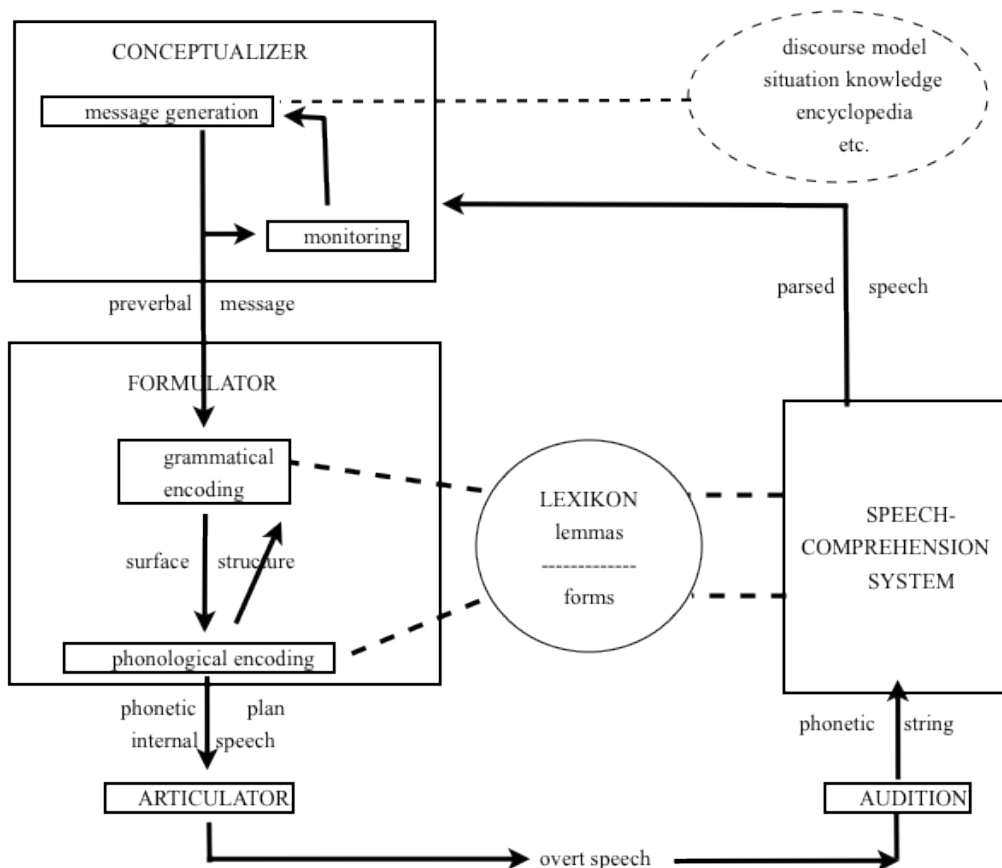 CONCEPTUALIZER
message generation
monitoring
discourse model
situation knowledge
encyclopedia
etc.
preverbal message
parsed speech
FORMULATOR
grammatical
encoding
surface structure
phonological encoding
LEXIKON
lemmas
-------------
forms
SPEECH-
COMPREHENSION
SYSTEM
phonetic plan
internal speech
phonetic string
ARTICULATOR
AUDITION
overt speech